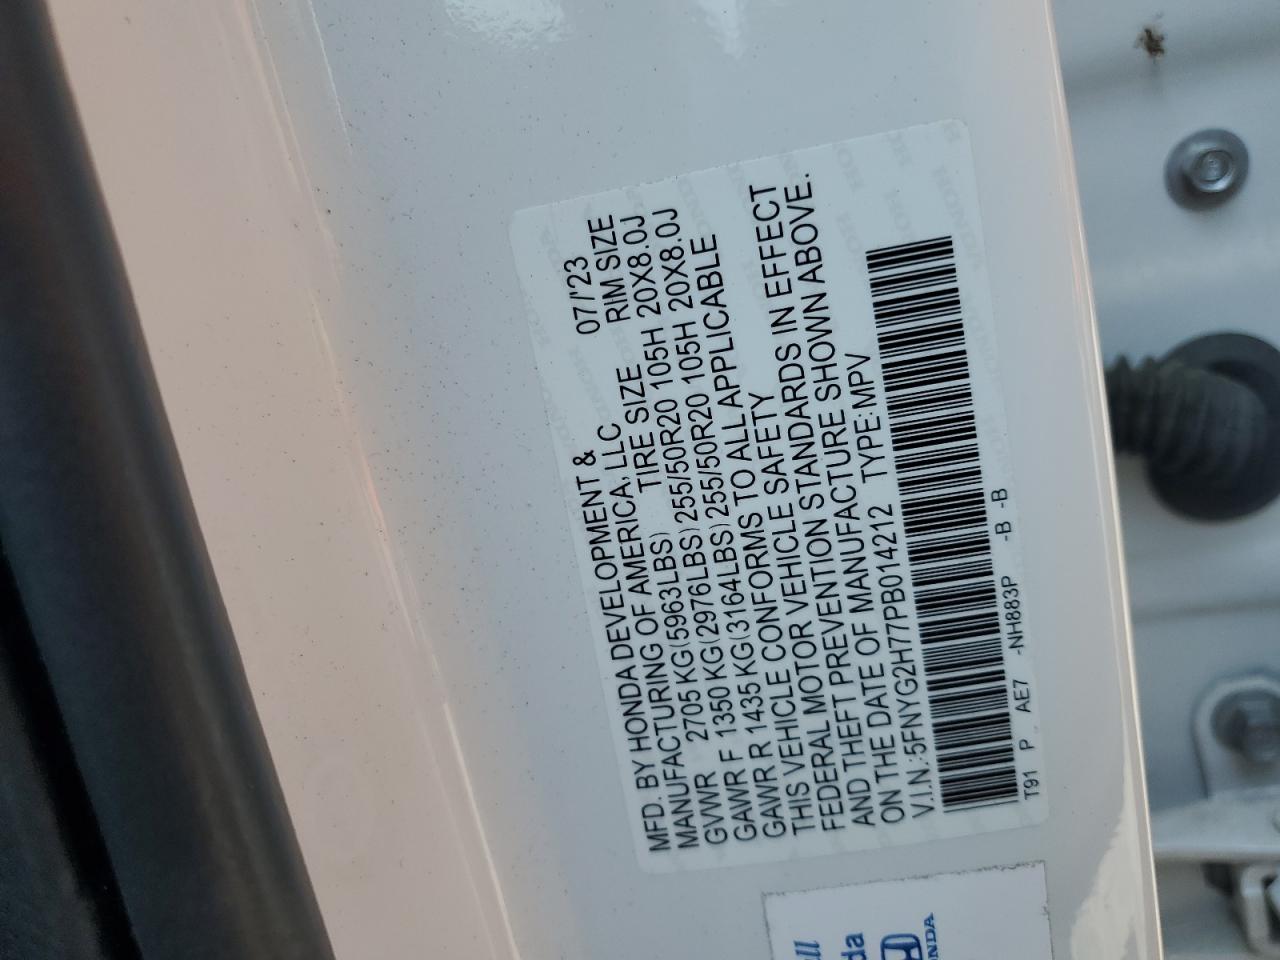 MFD. BY HONDA DEVELOPMENT & 07/'23
MANUFACTURING OF AMERICA, LLC
GVWR 2705 KG(5963LBS) TIRE SIZE RIM SIZE
GAWR F 1350 KG(2976LBS) 255/50R20 105H 20X8.0J
GAWR R 1435 KG(3164LBS) 255/50R20 105H 20X8.0J
THIS VEHICLE CONFORMS TO ALL APPLICABLE
FEDERAL MOTOR VEHICLE SAFETY
AND THEFT PREVENTION STANDARDS IN EFFECT
ON THE DATE OF MANUFACTURE SHOWN ABOVE.
V.I.N.:5FNYG2H77PB014212 TYPE:MPV
T91 P AE7 -NH883P -B -B